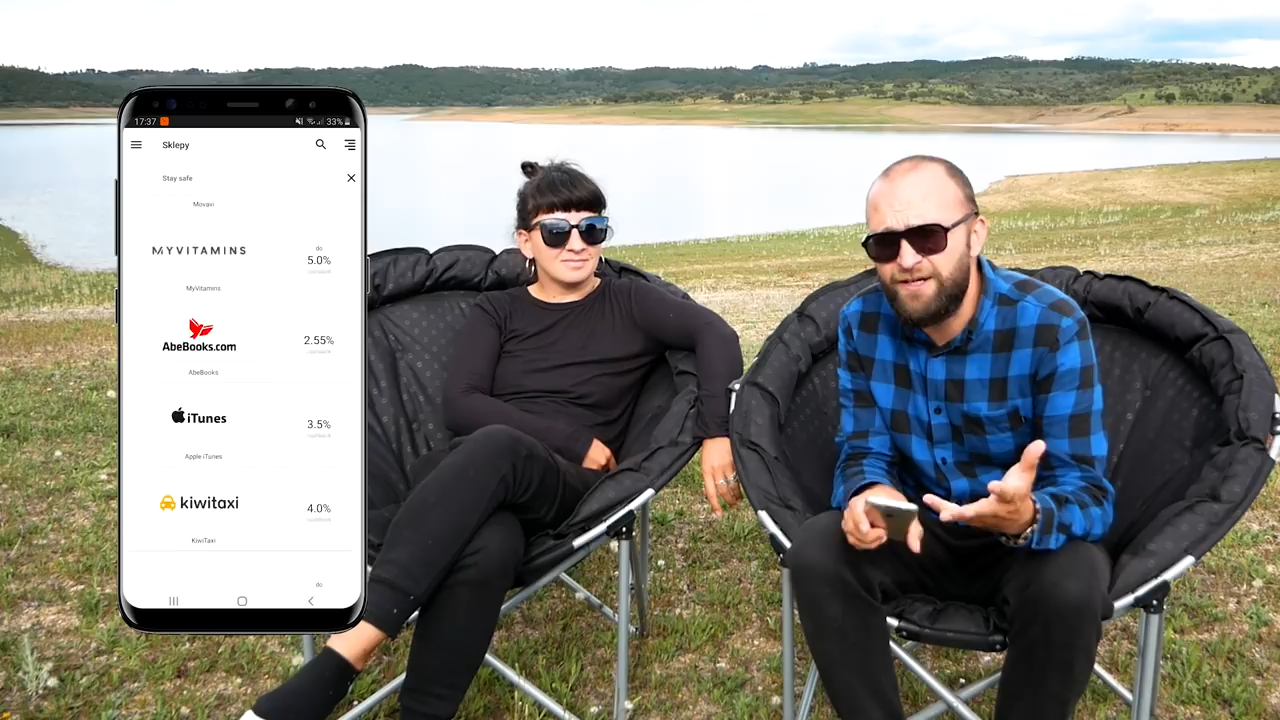 17:37
33%
Sklepy
Stay safe
Movavi
MYVITAMINS
do
5.0%
MyVitamins
AbeBooks.com
2.55%
AbeBooks
iTunes
3.5%
Apple iTunes
kiwitaxi
4.0%
KiwiTaxi
do